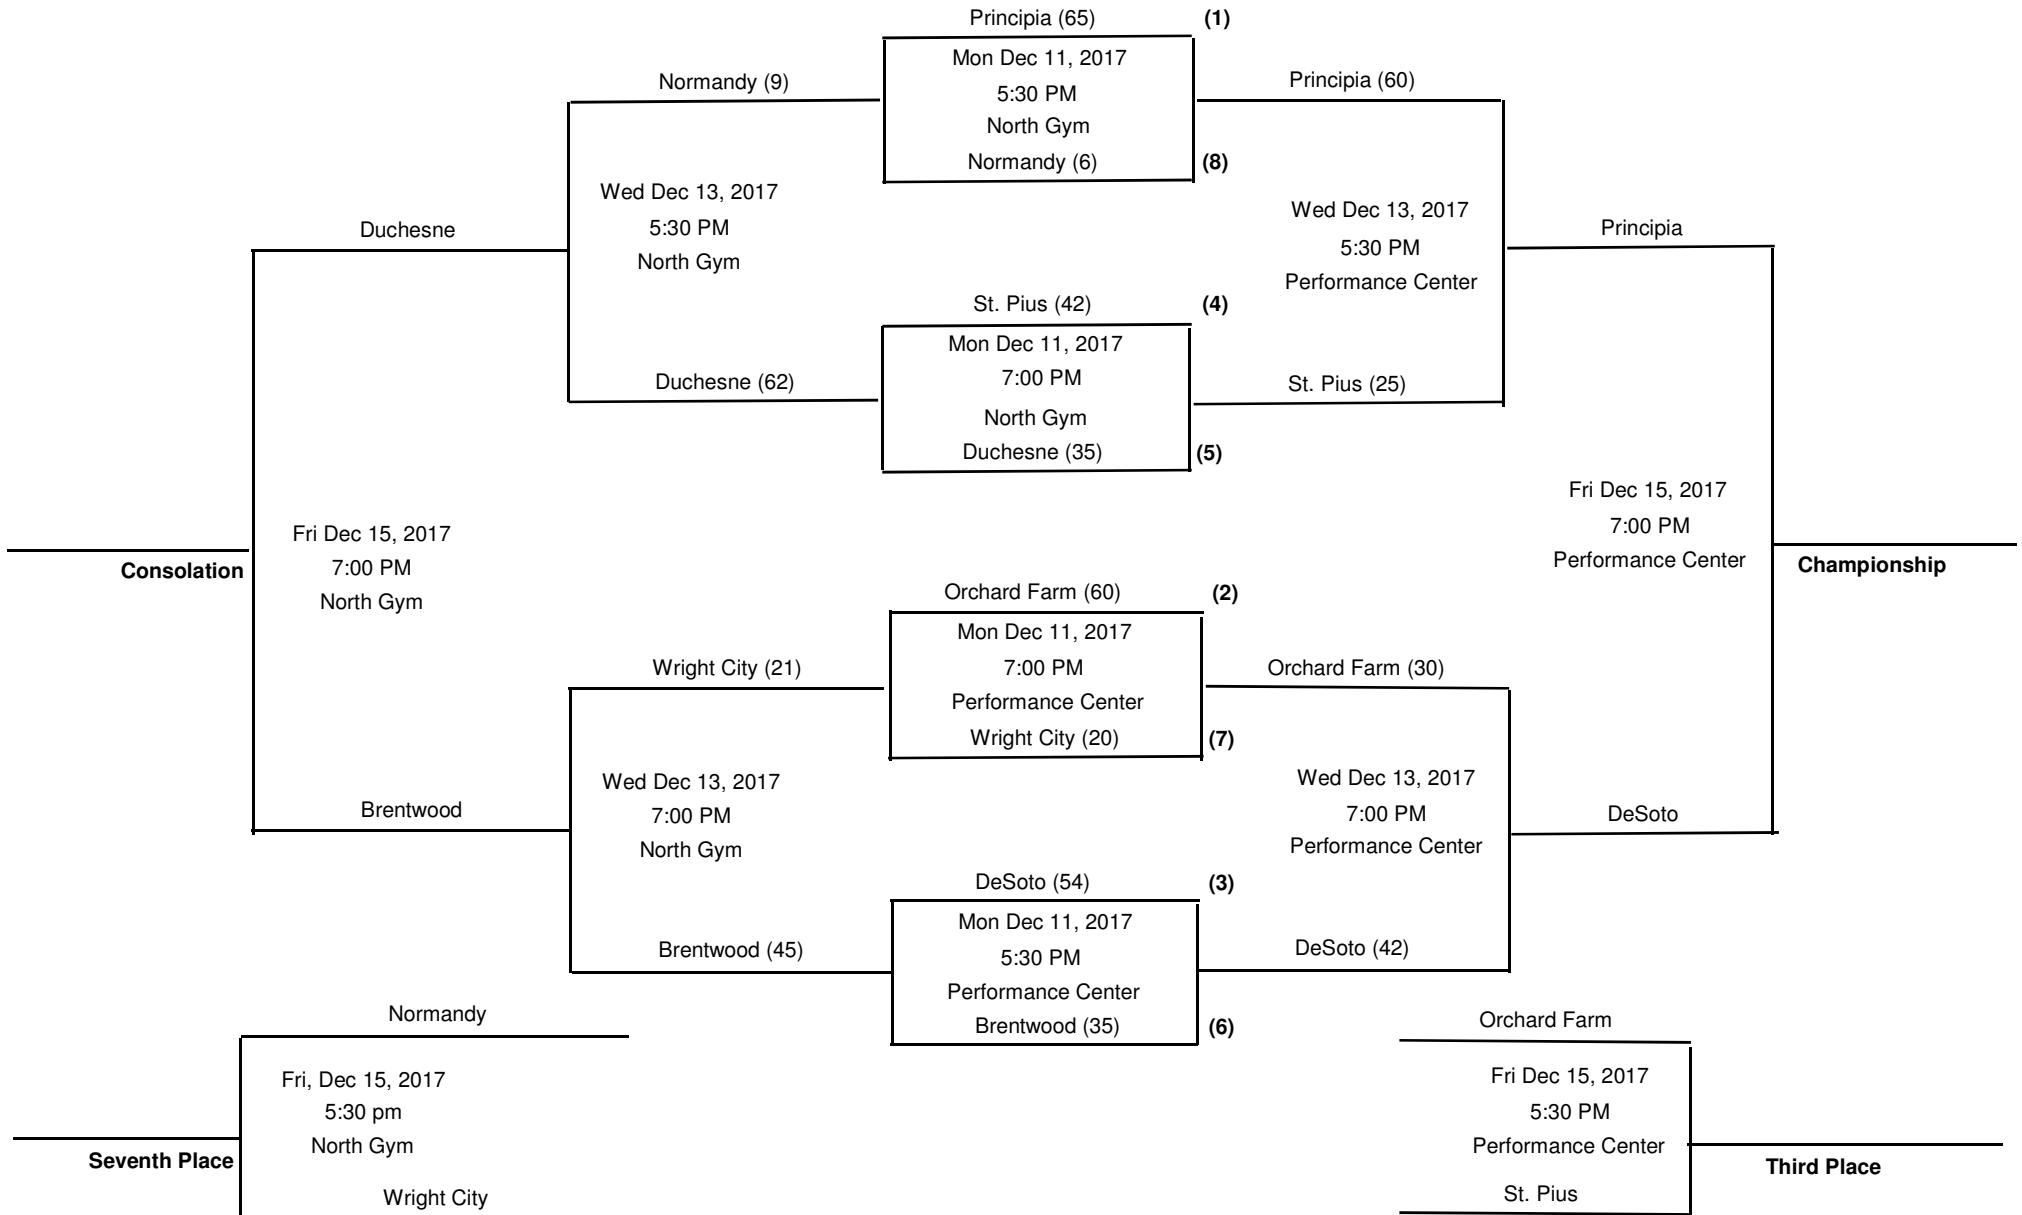 Principia (65) (1)
Mon Dec 11, 2017
5:30 PM
North Gym
Normandy (6) (8)
Normandy (9)
Principia (60)
Wed Dec 13, 2017
5:30 PM
North Gym
Wed Dec 13, 2017
5:30 PM
Performance Center
Duchesne
Principia
St. Pius (42) (4)
Mon Dec 11, 2017
7:00 PM
North Gym
Duchesne (35) (5)
Duchesne (62)
St. Pius (25)
Fri Dec 15, 2017
7:00 PM
North Gym
Consolation
Fri Dec 15, 2017
7:00 PM
Performance Center
Championship
Orchard Farm (60) (2)
Mon Dec 11, 2017
7:00 PM
Performance Center
Wright City (20) (7)
Wright City (21)
Orchard Farm (30)
Wed Dec 13, 2017
7:00 PM
North Gym
Wed Dec 13, 2017
7:00 PM
Performance Center
Brentwood
DeSoto
DeSoto (54) (3)
Mon Dec 11, 2017
5:30 PM
Performance Center
Brentwood (35) (6)
Brentwood (45)
DeSoto (42)
Normandy
Fri, Dec 15, 2017
5:30 pm
North Gym
Seventh Place
Wright City
Orchard Farm
Fri Dec 15, 2017
5:30 PM
Performance Center
Third Place
St. Pius